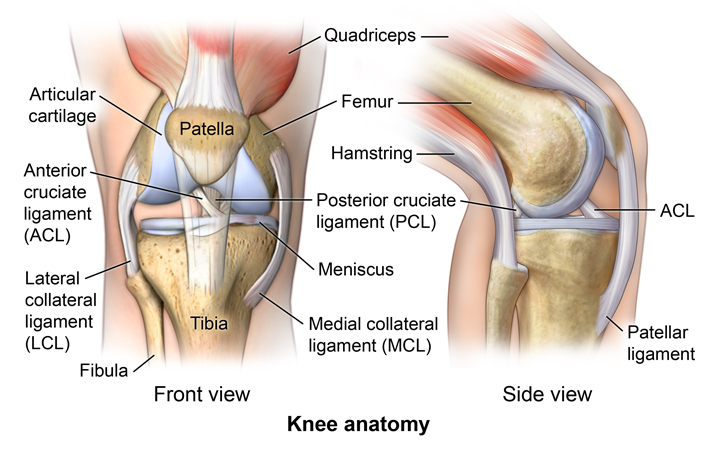 Quadriceps
Articular
cartilage
Femur
Patella
Hamstring
Anterior
cruciate
ligament
(ACL)
Posterior cruciate
ligament (PCL)
ACL
Meniscus
Lateral
collateral
ligament
(LCL)
Tibia
Medial collateral
ligament (MCL)
Patellar
ligament
Fibula
Front view
Side view
Knee anatomy